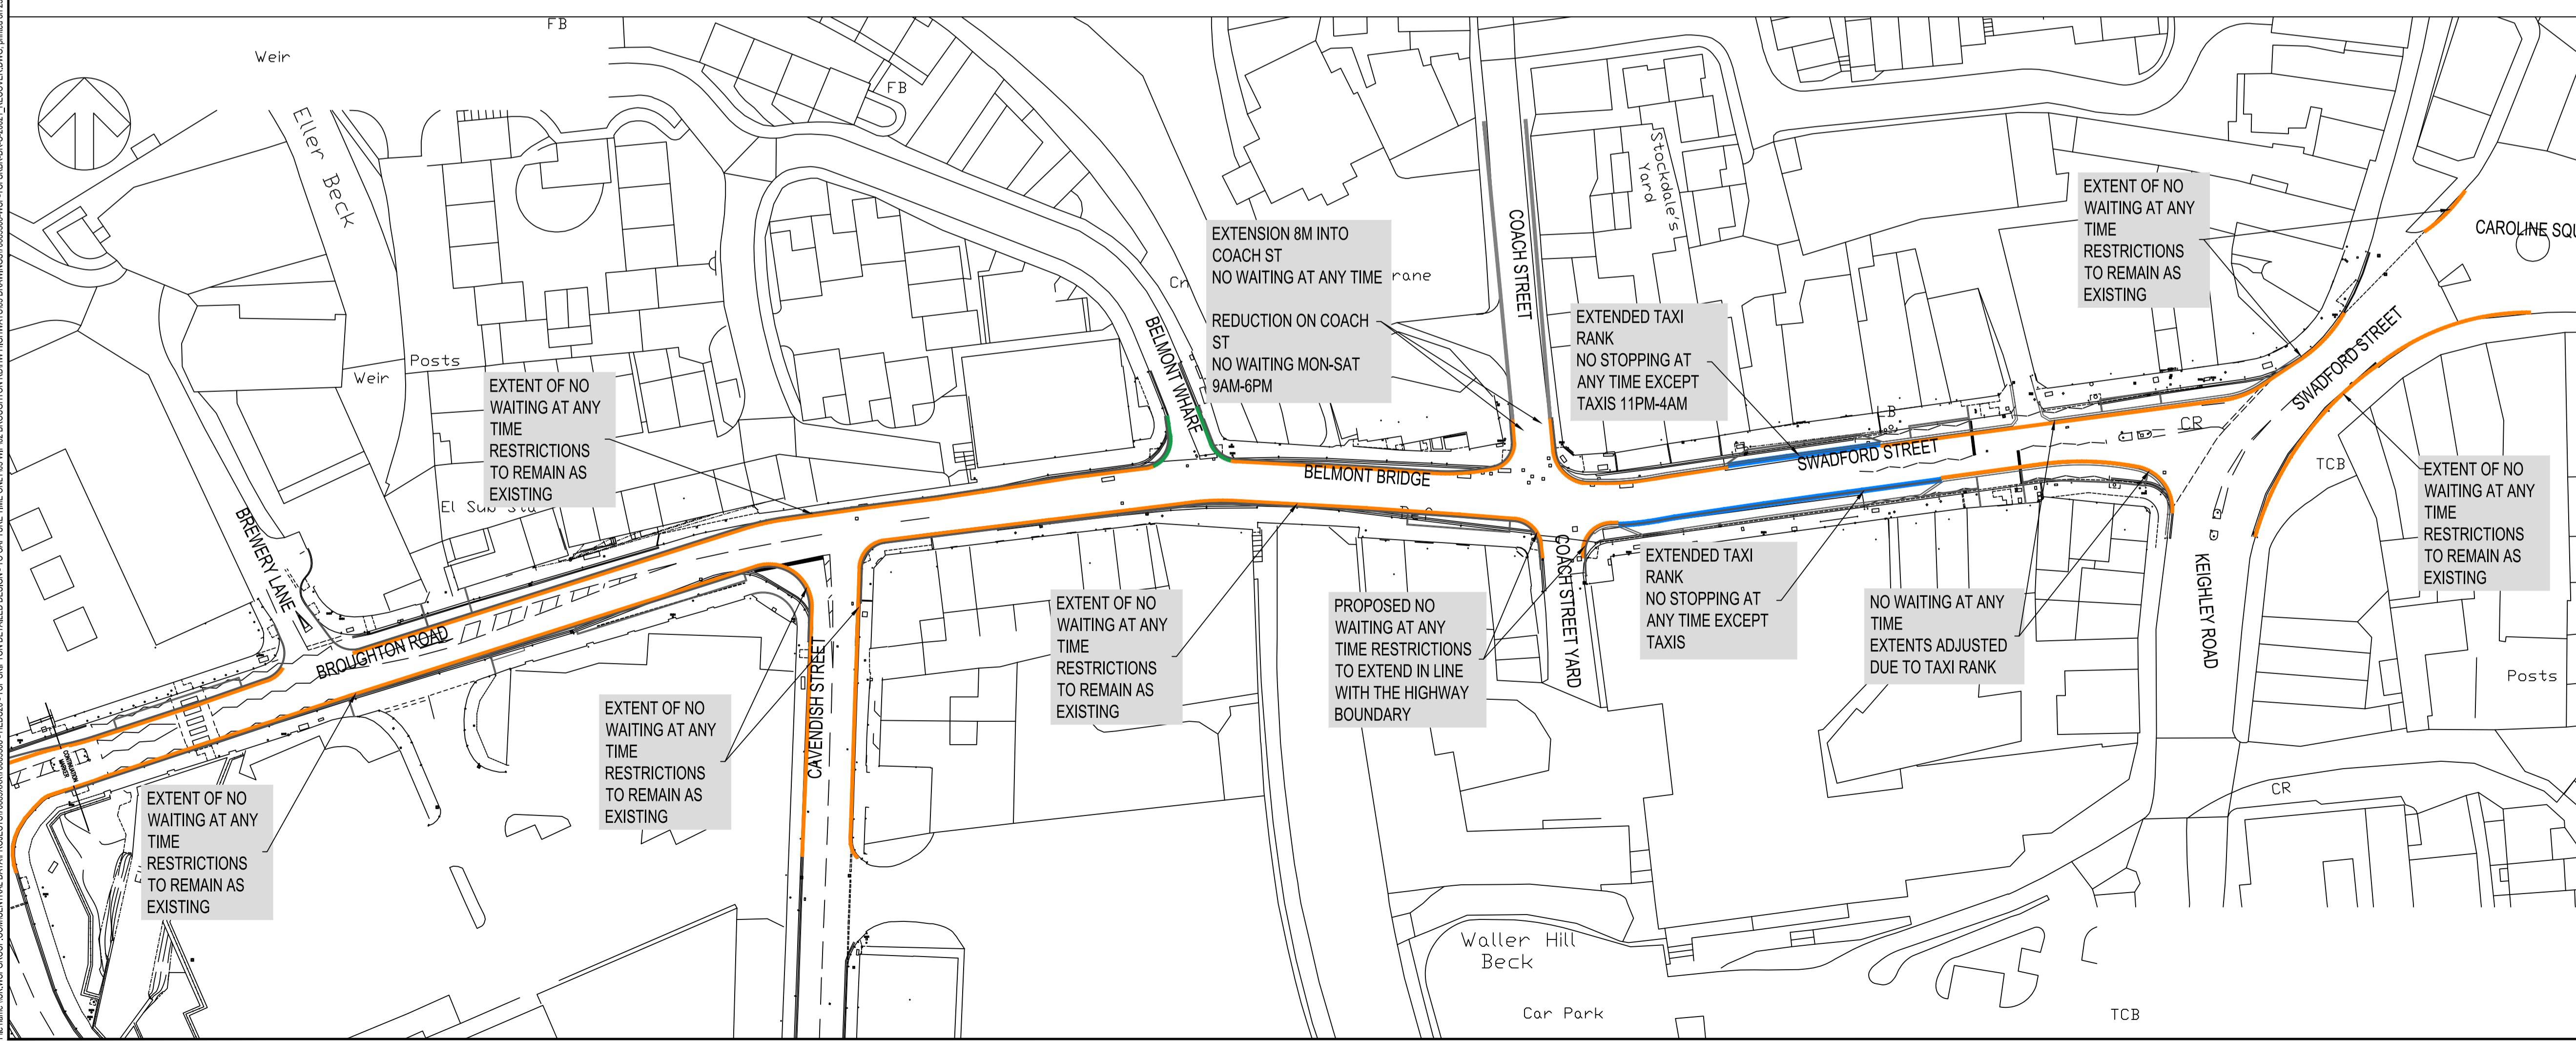 FB
Weir
FB
Eller Beck
Stockdale's
Yard
EXTENT OF NO
WAITING AT ANY
TIME
RESTRICTIONS
TO REMAIN AS
EXISTING
CAROLINE SQU
COACH STREET
EXTENSION 8M INTO
COACH ST
NO WAITING AT ANY TIME
REDUCTION ON COACH
ST
NO WAITING MON-SAT
9AM-6PM
rane
EXTENDED TAXI
RANK
NO STOPPING AT
ANY TIME EXCEPT
TAXIS 11PM-4AM
BELMONT WHARF
Posts
Weir
EXTENT OF NO
WAITING AT ANY
TIME
RESTRICTIONS
TO REMAIN AS
EXISTING
El Sub Sta
SWADFORD STREET
LB
CR
SWADFORD STREET
BELMONT BRIDGE
TCB
EXTENT OF NO
WAITING AT ANY
TIME
RESTRICTIONS
TO REMAIN AS
EXISTING
BREWERY LANE
BROUGHTON ROAD
CAVENDISH STREET
EXTENT OF NO
WAITING AT ANY
TIME
RESTRICTIONS
TO REMAIN AS
EXISTING
PROPOSED NO
WAITING AT ANY
TIME RESTRICTIONS
TO EXTEND IN LINE
WITH THE HIGHWAY
BOUNDARY
COACH STREET YARD
EXTENDED TAXI
RANK
NO STOPPING AT
ANY TIME EXCEPT
TAXIS
NO WAITING AT ANY
TIME
EXTENTS ADJUSTED
DUE TO TAXI RANK
KEIGHLEY ROAD
Posts
EXTENT OF NO
WAITING AT ANY
TIME
RESTRICTIONS
TO REMAIN AS
EXISTING
CONTINUATION
MARKER
EXTENT OF NO
WAITING AT ANY
TIME
RESTRICTIONS
TO REMAIN AS
EXISTING
CR
Waller Hill
Beck
Car Park
TCB